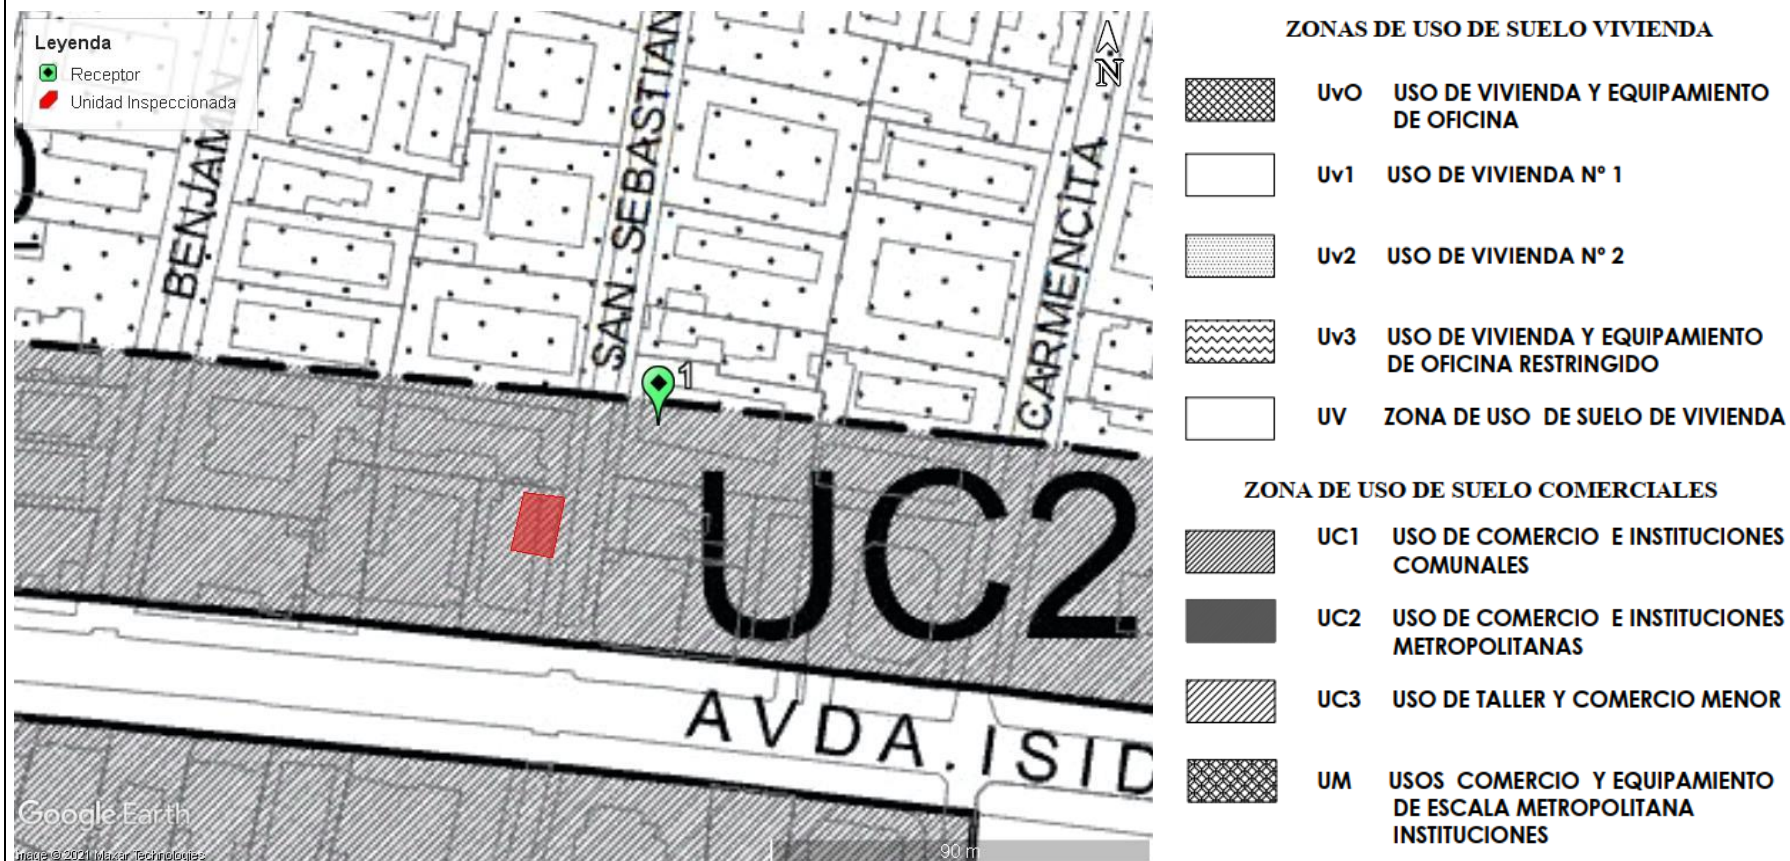 Leyenda
Receptor
Unidad Inspeccionada
N
BENJAMIN
SAN SEBASTIAN
CARMENCITA
1
UC2
AVDA. ISID
Google Earth
Image © 2021 Maxar Technologies
90 m
ZONAS DE USO DE SUELO VIVIENDA
UvO USO DE VIVIENDA Y EQUIPAMIENTO
DE OFICINA
Uv1 USO DE VIVIENDA Nº 1
Uv2 USO DE VIVIENDA Nº 2
Uv3 USO DE VIVIENDA Y EQUIPAMIENTO
DE OFICINA RESTRINGIDO
UV ZONA DE USO DE SUELO DE VIVIENDA
ZONA DE USO DE SUELO COMERCIALES
UC1 USO DE COMERCIO E INSTITUCIONES
COMUNALES
UC2 USO DE COMERCIO E INSTITUCIONES
METROPOLITANAS
UC3 USO DE TALLER Y COMERCIO MENOR
UM USOS COMERCIO Y EQUIPAMIENTO
DE ESCALA METROPOLITANA
INSTITUCIONES